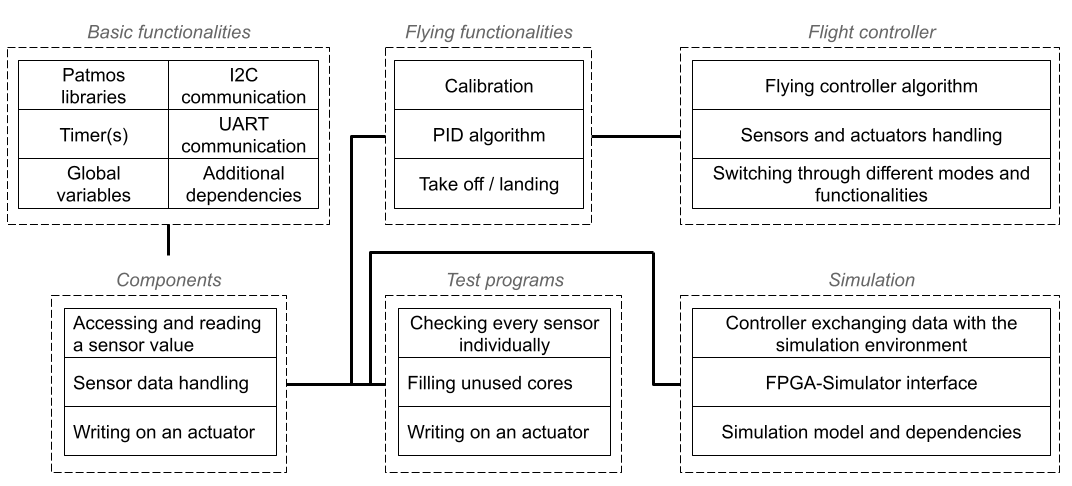 Basic functionalities
Patmos
libraries
I2C
communication
Timer(s)
UART
communication
Global
variables
Additional
dependencies
Flying functionalities
Calibration
PID algorithm
Take off / landing
Flight controller
Flying controller algorithm
Sensors and actuators handling
Switching through different modes and
functionalities
Components
Accessing and reading
a sensor value
Sensor data handling
Writing on an actuator
Test programs
Checking every sensor
individually
Filling unused cores
Writing on an actuator
Simulation
Controller exchanging data with the
simulation environment
FPGA-Simulator interface
Simulation model and dependencies